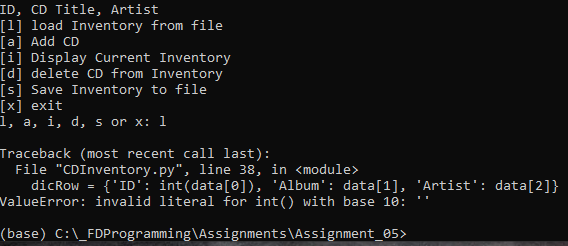 ID, CD Title, Artist
[l] load Inventory from file
[a] Add CD
[i] Display Current Inventory
[d] delete CD from Inventory
[s] Save Inventory to file
[x] exit
l, a, i, d, s or x: l
Traceback (most recent call last):
File "CDInventory.py", line 38, in <module>
dicRow = {'ID': int(data[0]), 'Album': data[1], 'Artist': data[2]}
ValueError: invalid literal for int() with base 10: ''
(base) C:\_FDProgramming\Assignments\Assignment_05>